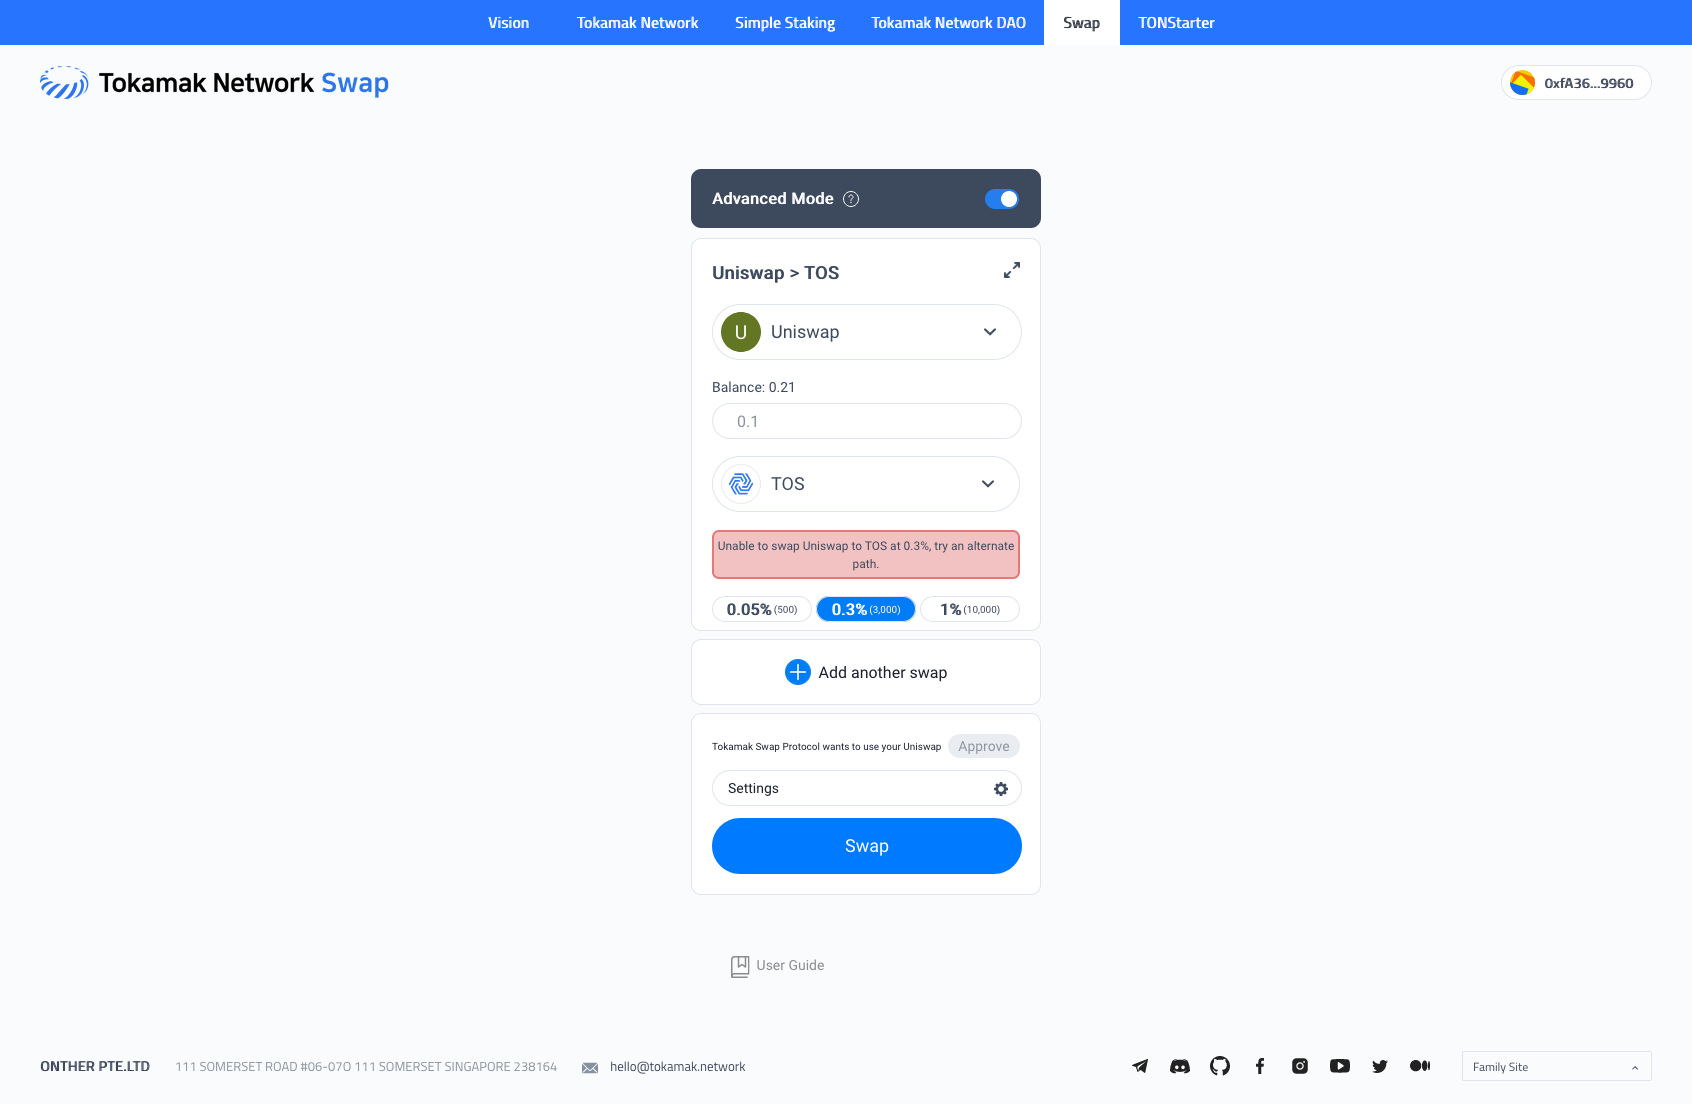 Vision
Tokamak Network
Simple Staking
Tokamak Network DAO
Swap
TONStarter
Tokamak Network Swap
0xfA36...9960
Advanced Mode ?
Uniswap > TOS
U Uniswap
Balance: 0.21
0.1
TOS
Unable to swap Uniswap to TOS at 0.3%, try an alternate
path.
0.05% (500)
0.3% (3,000)
1% (10,000)
Add another swap
Tokamak Swap Protocol wants to use your Uniswap
Approve
Settings
Swap
User Guide
ONTHER PTE.LTD
111 SOMERSET ROAD #06-07O 111 SOMERSET SINGAPORE 238164
hello@tokamak.network
Family Site